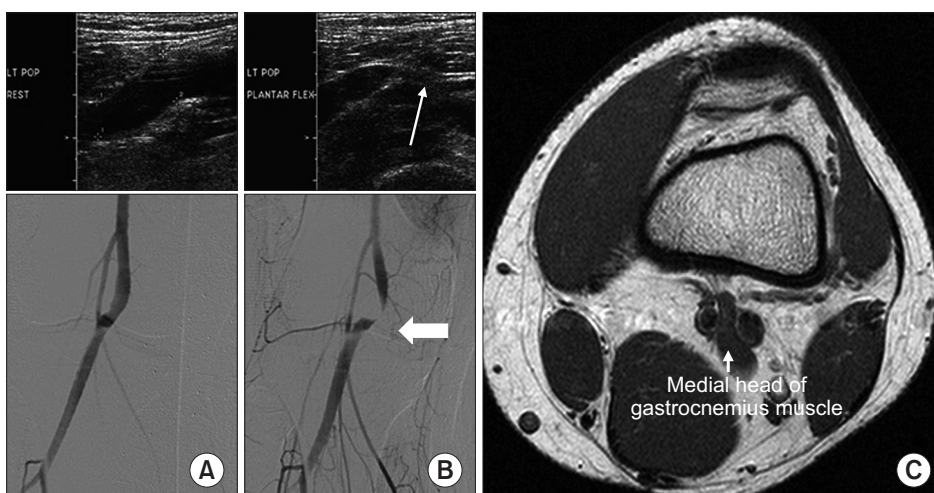 LT POP
REST
A
LT POP
PLANTAR FLEX
B
Medial head of
gastrocnemius muscle
C